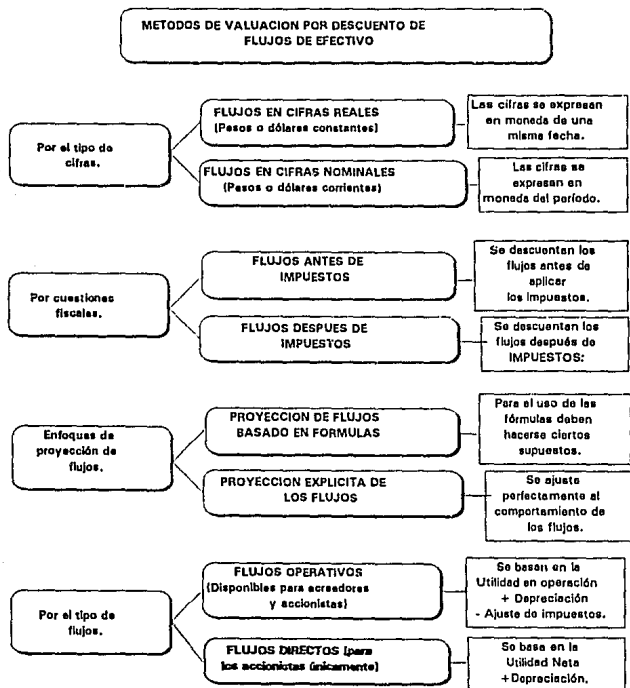 METODOS DE VALUACION POR DESCUENTO DE
FLUJOS DE EFECTIVO
Por el tipo de
cifras.
FLUJOS EN CIFRAS REALES
(Pesos o dólares constantes)
Las cifras se expresan
en moneda de una
misma fecha.
FLUJOS EN CIFRAS NOMINALES
(Pesos o dólares corrientes)
Las cifras se
expresan en
moneda del período.
Por cuestiones
fiscales.
FLUJOS ANTES DE
IMPUESTOS
Se descuentan los
flujos antes de
aplicar
los Impuestos.
FLUJOS DESPUES DE
IMPUESTOS
Se descuentan los
flujos después de
IMPUESTOS:
Enfoques de
proyección de
flujos.
PROYECCION DE FLUJOS
BASADO EN FORMULAS
Para el uso de las
fórmulas deben
hacerse ciertos
supuestos.
PROYECCION EXPLICITA DE
LOS FLUJOS
Se ajusta
perfectamente al
comportamiento de
los flujos.
Por el tipo de
flujos.
FLUJOS OPERATIVOS
(Disponibles para acreedores
y accionistas)
Se basan en la
Utilidad en operación
+ Depreciación
- Ajuste de impuestos.
FLUJOS DIRECTOS (para
los accionistas únicamente)
Se basa en la
Utilidad Neta
+Depreciación.